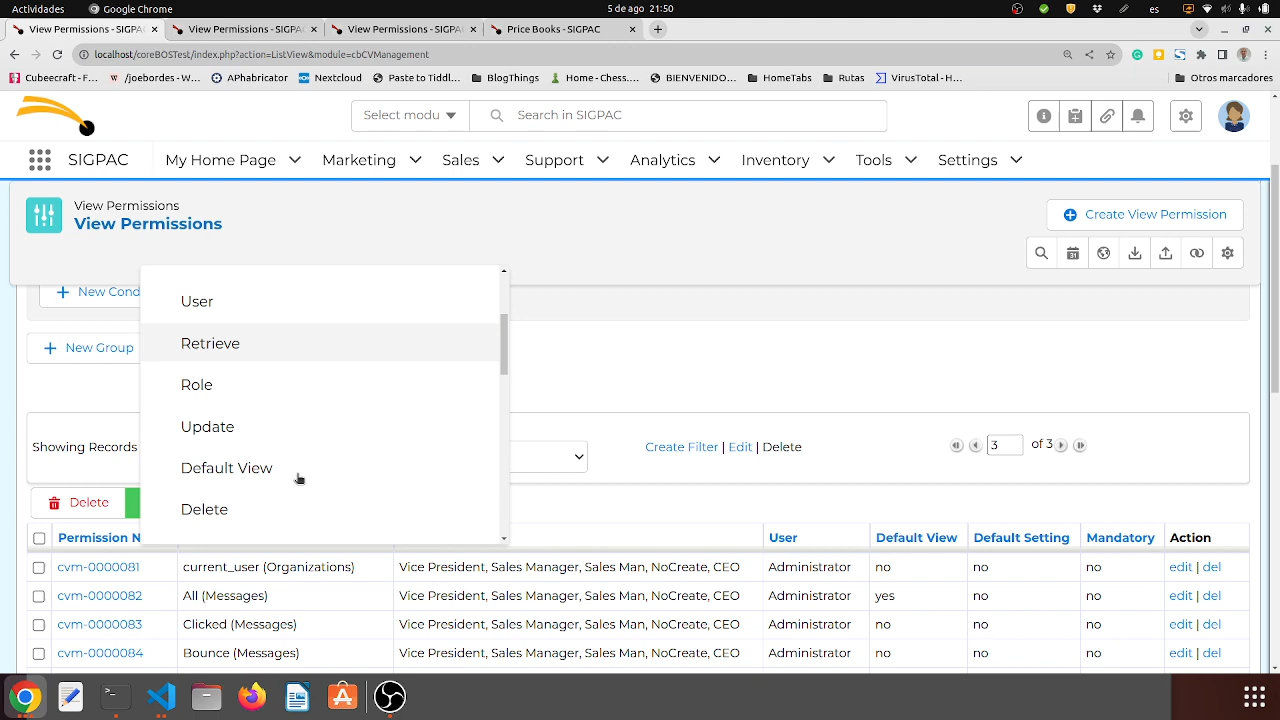 Actividades Google Chrome 5 de ago 21:50 es
View Permissions - SIGPAC View Permissions - SIGPAC View Permissions - SIGPAC Price Books - SIGPAC
localhost/coreBOSTest/index.php?action=ListView&module=cbCVManagement
Cubecraft - F... /joebordes - W... APhabricator Nextcloud Paste to Tiddl... BlogThings Home - Chess.... BIENVENIDO... HomeTabs Rutas VirusTotal - H... Otros marcadores
Select modu Search in SIGPAC
SIGPAC My Home Page Marketing Sales Support Analytics Inventory Tools Settings
View Permissions
View Permissions
Create View Permission
31
New Cond
User
New Group
Retrieve
Role
Update
Showing Records Create Filter | Edit | Delete 3 of 3
Default View
Delete
Delete
Permission N User Default View Default Setting Mandatory Action
cvm-0000081 current_user (Organizations) Vice President, Sales Manager, Sales Man, NoCreate, CEO Administrator no no no edit | del
cvm-0000082 All (Messages) Vice President, Sales Manager, Sales Man, NoCreate, CEO Administrator yes no no edit | del
cvm-0000083 Clicked (Messages) Vice President, Sales Manager, Sales Man, NoCreate, CEO Administrator no no no edit | del
cvm-0000084 Bounce (Messages) Vice President, Sales Manager, Sales Man, NoCreate, CEO Administrator no no no edit | del